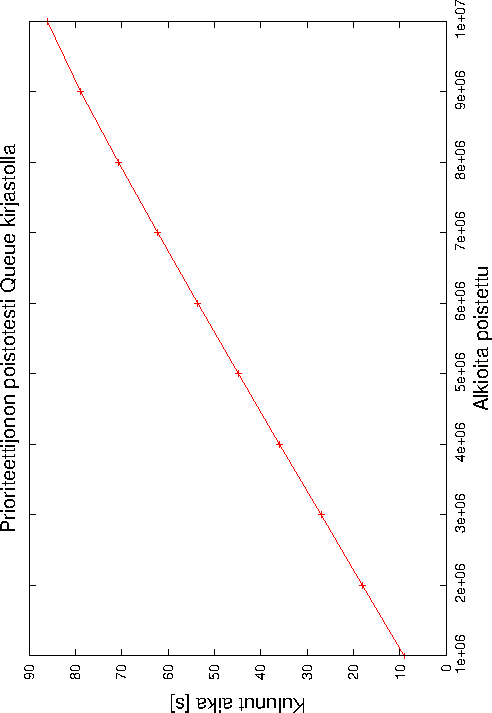 Prioriteettijonon poistotesti Queue kirjastolla
Kulunut aika [s]
90
80
70
60
50
40
30
20
10
0
1e+06
2e+06
3e+06
4e+06
5e+06
6e+06
7e+06
8e+06
9e+06
1e+07
Alkioita poistettu